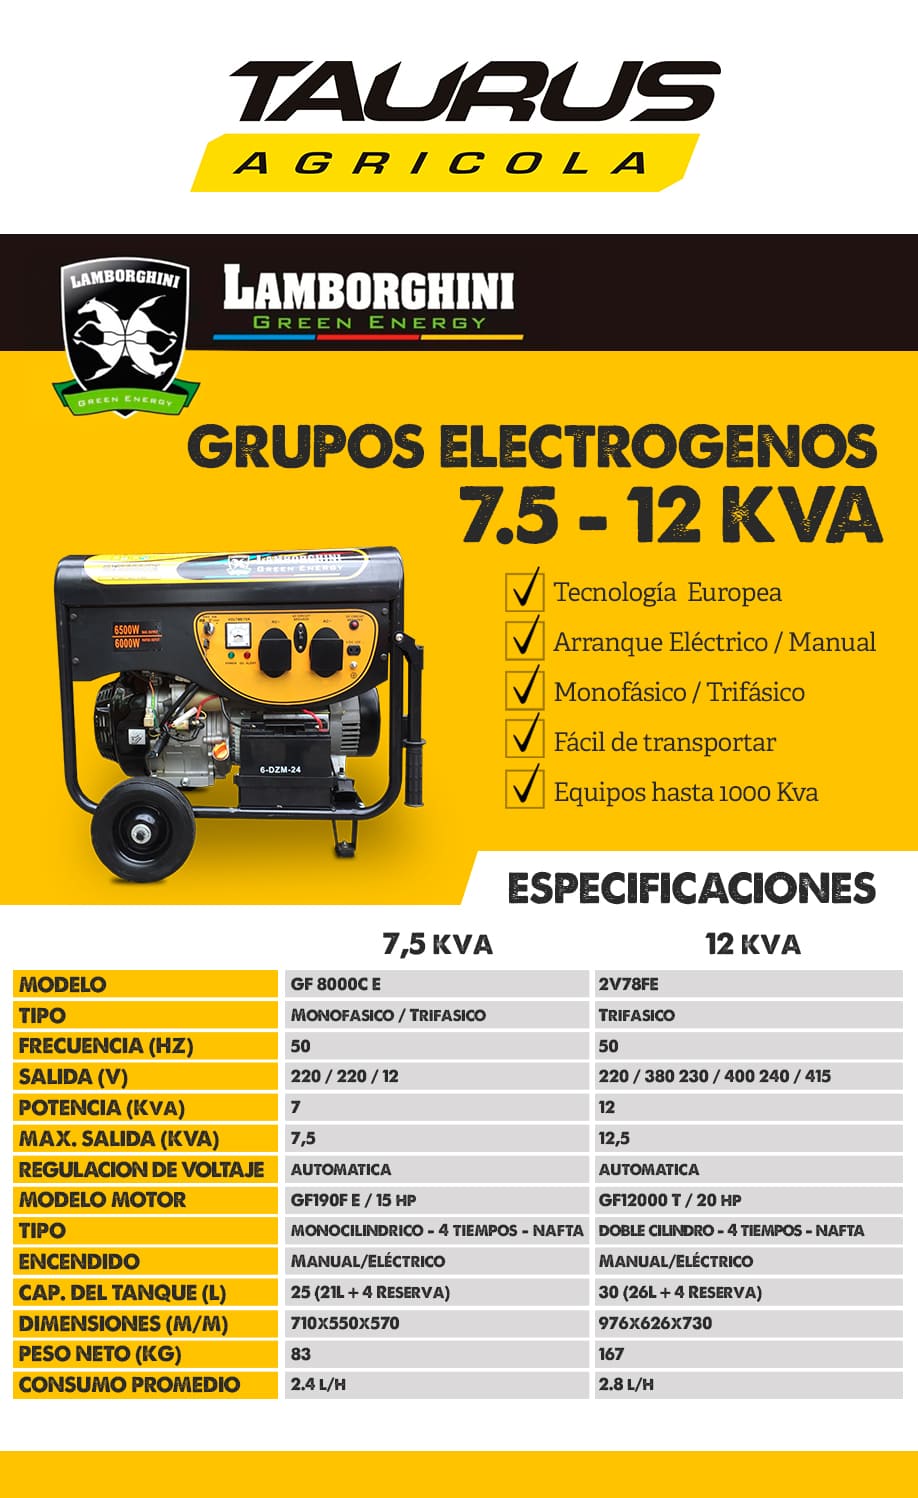 TAURUS
AGRICOLA
LAMBORGHINI
GREEN ENERGY
LAMBORGHINI
GREEN ENERGY
GRUPOS ELECTROGENOS
7.5 - 12 KVA
Tecnología Europea
Arranque Eléctrico / Manual
Monofásico / Trifásico
Fácil de transportar
Equipos hasta 1000 Kva
LAMBORGHINI
GREEN ENERGY
6500W
6000W
VOLTMETER
6-DZM-24
ESPECIFICACIONES
7,5 KVA 12 KVA
MODELO GF 8000C E 2V78FE
TIPO MONOFASICO / TRIFASICO TRIFASICO
FRECUENCIA (HZ) 50 50
SALIDA (V) 220 / 220 / 12 220 / 380 230 / 400 240 / 415
POTENCIA (KVA) 7 12
MAX. SALIDA (KVA) 7,5 12,5
REGULACION DE VOLTAJE AUTOMATICA AUTOMATICA
MODELO MOTOR GF190F E / 15 HP GF12000 T / 20 HP
TIPO MONOCILINDRICO - 4 TIEMPOS - NAFTA DOBLE CILINDRO - 4 TIEMPOS - NAFTA
ENCENDIDO MANUAL/ELÉCTRICO MANUAL/ELÉCTRICO
CAP. DEL TANQUE (L) 25 (21L + 4 RESERVA) 30 (26L + 4 RESERVA)
DIMENSIONES (M/M) 710X550X570 976X626X730
PESO NETO (KG) 83 167
CONSUMO PROMEDIO 2.4 L/H 2.8 L/H